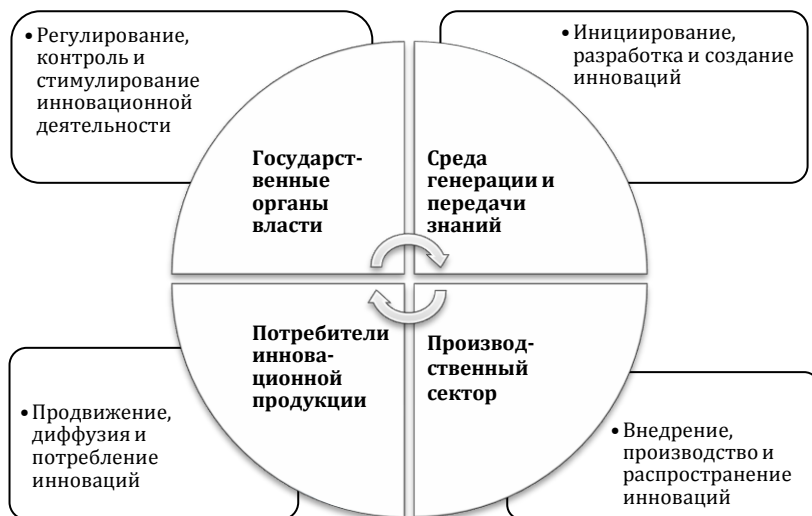 • Регулирование,
контроль и
стимулирование
инновационной
деятельности
• Инициирование,
разработка и создание
инноваций
Государст-
венные
органы
власти
Среда
генерации и
передачи
знаний
Потребители
иннова-
ционной
продукции
Производ-
ственный
сектор
• Продвижение,
диффузия и
потребление
инноваций
• Внедрение,
производство и
распространение
инноваций